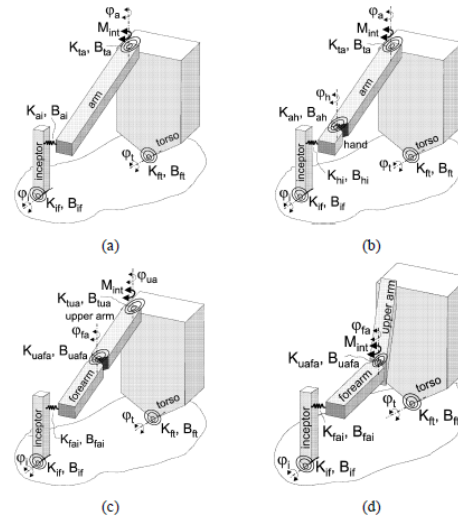 φa
Mint
Kta, Bta
arm
Kai, Bai
inceptor
torso
φt
Kft, Bft
φi
Kif, Bif
(a)
φa
Mint
Kta, Bta
arm
φh
Kah, Bah
hand
inceptor
torso
φt
Khi, Bhi
Kft, Bft
φi
Kif, Bif
(b)
φua
Mint
Ktua, Btua
upper arm
φfa
Kuafa, Buafa
forearm
inceptor
torso
φt
Kfai, Bfai
Kft, Bft
φi
Kif, Bif
(c)
upper arm
φfa
Mint
Kuafa, Buafa
forearm
inceptor
torso
φt
Kfai, Bfai
Kft, Bft
φi
Kif, Bif
(d)